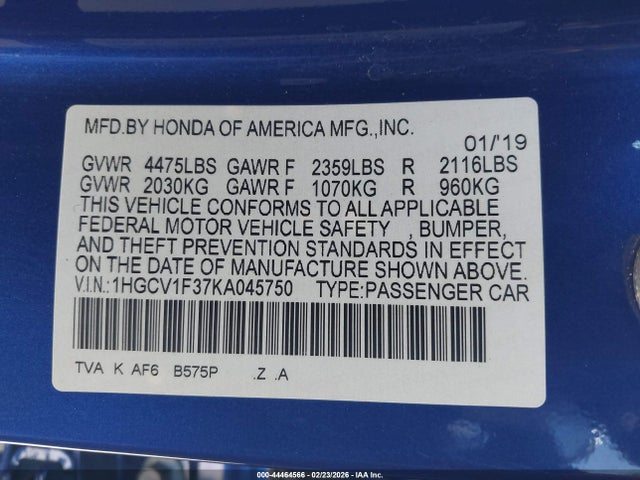 MFD.BY HONDA OF AMERICA MFG.,INC.
01/'19
GVWR 4475LBS GAWR F 2359LBS R 2116LBS
GVWR 2030KG GAWR F 1070KG R 960KG
THIS VEHICLE CONFORMS TO ALL APPLICABLE
FEDERAL MOTOR VEHICLE SAFETY , BUMPER,
AND THEFT PREVENTION STANDARDS IN EFFECT
ON THE DATE OF MANUFACTURE SHOWN ABOVE.
V.I.N.:1HGCV1F37KA045750 TYPE:PASSENGER CAR
TVA K AF6 B575P .Z .A
000-44464566 - 02/23/2026 - IAA Inc.